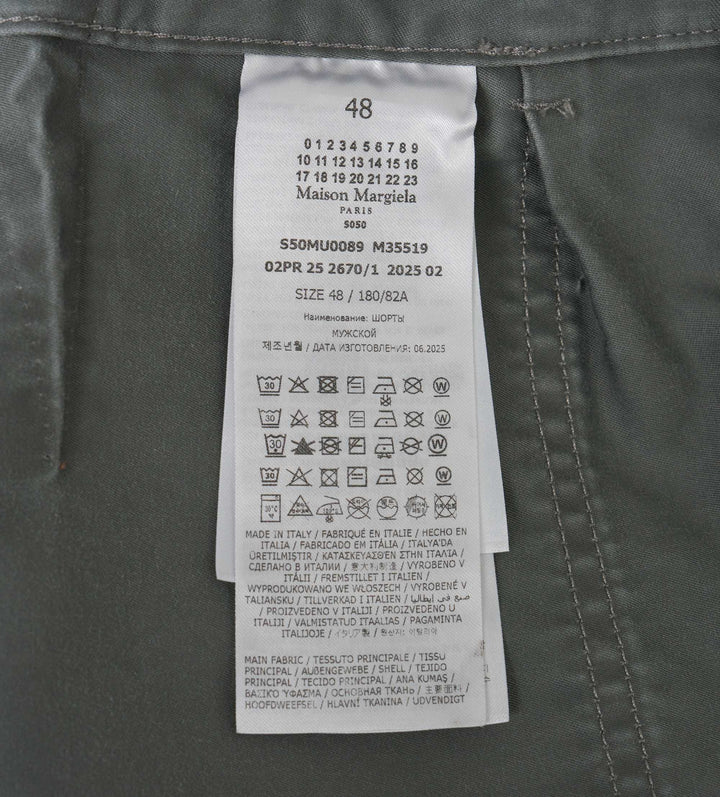 48
0 1 2 3 4 5 6 7 8 9
10 11 12 13 14 15 16
17 18 19 20 21 22 23
Maison Margiela
PARIS
S050
S50MU0089 M35519
02PR 25 2670/1 2025 02
SIZE 48 / 180/82A
Наименование: ШОРТЫ
МУЖСКОЙ
제조년월 / ДАТА ИЗГОТОВЛЕНИЯ: 06.2025
MADE IN ITALY / FABRIQUÉ EN ITALIE / HECHO EN
ITALIA / FABRICADO EM ITÁLIA / ITALYA'DA
ÜRETILMIŞTIR / ΚΑΤΑΣΚΕΥΑΣΘΕΝ ΣΤΗΝ ΙΤΑΛΙΑ /
СДЕЛАНО В ИТАЛИИ / 意大利制造 / VYROBENO V
ITÁLII / FREMSTILLET I ITALIEN /
WYPRODUKOWANO WE WŁOSZECH / VYROBENÉ V
TALIANSKU / TILLVERKAD I ITALIEN / صنع في إيطاليا
/ PROIZVEDENO V ITALIJI / PROIZVEDENO U
ITALIJI / VALMISTATUD ITAALIAS / PAGAMINTA
ITALIJOJE / イタリア製 / 원산지: 이탈리아
MAIN FABRIC / TESSUTO PRINCIPALE / TISSU
PRINCIPAL / AUßENGEWEBE / SHELL / TEJIDO
PRINCIPAL / TECIDO PRINCIPAL / ANA KUMAŞ /
ΒΑΣΙΚΟ ΥΦΑΣΜΑ / ОСНОВНАЯ ТКАНЬ / 主要面料 /
HOOFDWEEFSEL / HLAVNÍ TKANINA / UDVENDIGT